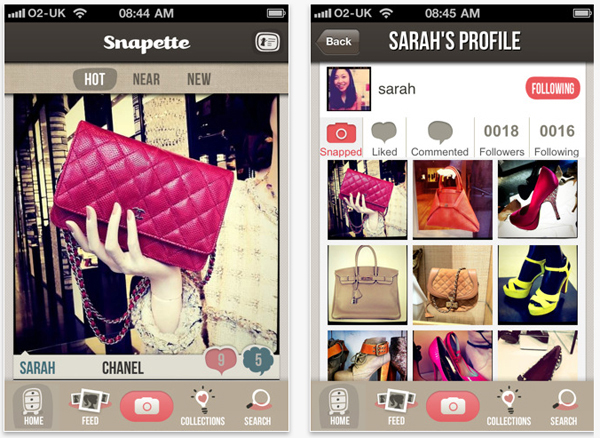 O2-UK 08:44 AM
Snapette
HOT NEAR NEW
SARAH CHANEL 9 5
HOME FEED COLLECTIONS SEARCH
O2-UK 08:45 AM
Back SARAH'S PROFILE
sarah FOLLOWING
0018 0016
Snapped Liked Commented Followers Following
HOME FEED COLLECTIONS SEARCH